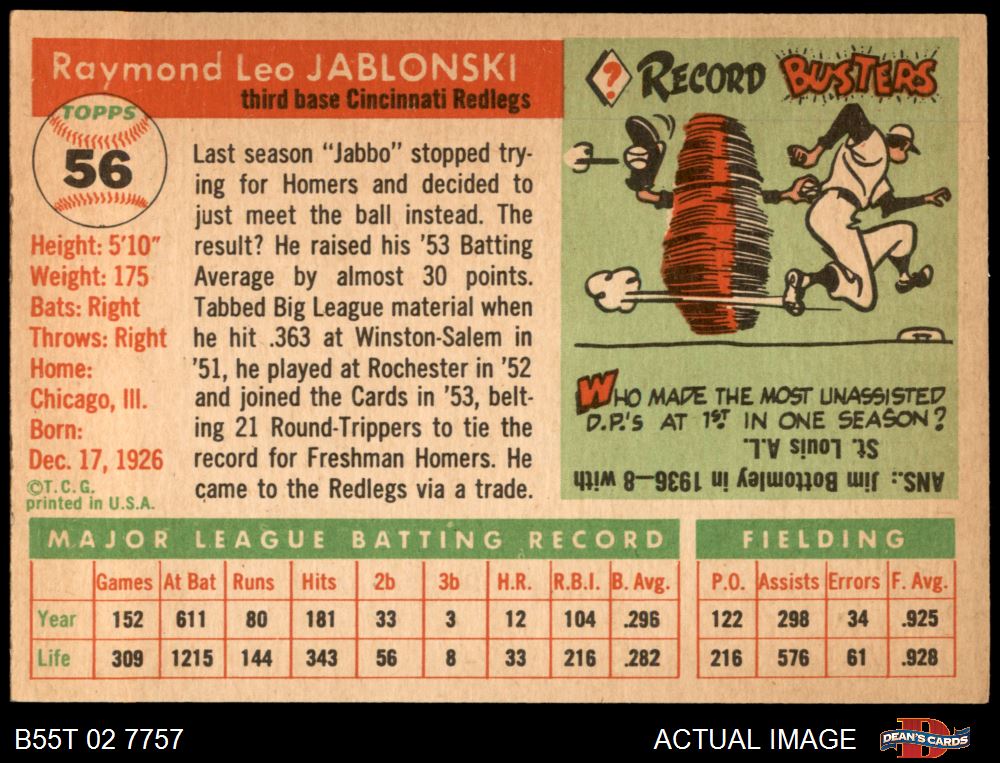 Raymond Leo JABLONSKI
third base Cincinnati Redlegs
TOPPS
56
Height: 5'10"
Weight: 175
Bats: Right
Throws: Right
Home:
Chicago, Ill.
Born:
Dec. 17, 1926
©T.C.G.
printed in U.S.A.
Last season "Jabbo" stopped try-
ing for Homers and decided to
just meet the ball instead. The
result? He raised his '53 Batting
Average by almost 30 points.
Tabbed Big League material when
he hit .363 at Winston-Salem in
'51, he played at Rochester in '52
and joined the Cards in '53, belt-
ing 21 Round-Trippers to tie the
record for Freshman Homers. He
came to the Redlegs via a trade.
? RECORD BUSTERS
WHO MADE THE MOST UNASSISTED
D.P.'S AT 1ST IN ONE SEASON?
ANS.: Jim Bottomley in 1936—8 with
St. Louis A.L.
MAJOR LEAGUE BATTING RECORD FIELDING
Games At Bat Runs Hits 2b 3b H.R. R.B.I. B. Avg. P.O. Assists Errors F. Avg.
Year 152 611 80 181 33 3 12 104 .296 122 298 34 .925
Life 309 1215 144 343 56 8 33 216 .282 216 576 61 .928
B55T 02 7757
ACTUAL IMAGE
DEAN'S CARDS